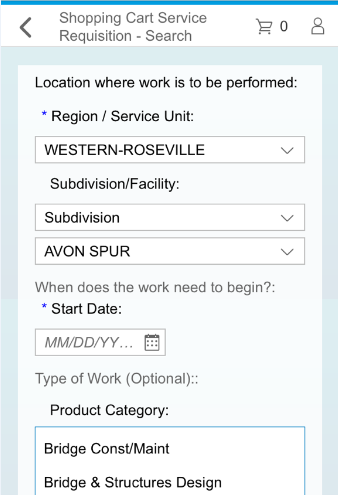 Shopping Cart Service
Requisition - Search
0
Location where work is to be performed:
* Region / Service Unit:
WESTERN-ROSEVILLE
Subdivision/Facility:
Subdivision
AVON SPUR
When does the work need to begin?:
* Start Date:
MM/DD/YY...
Type of Work (Optional)::
Product Category:
Bridge Const/Maint
Bridge & Structures Design